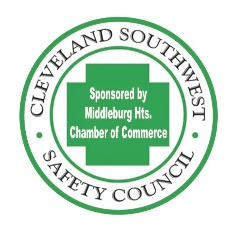 CLEVELAND SOUTHWEST
Sponsored by
Middleburg Hts.
Chamber of Commerce
• SAFETY COUNCIL •